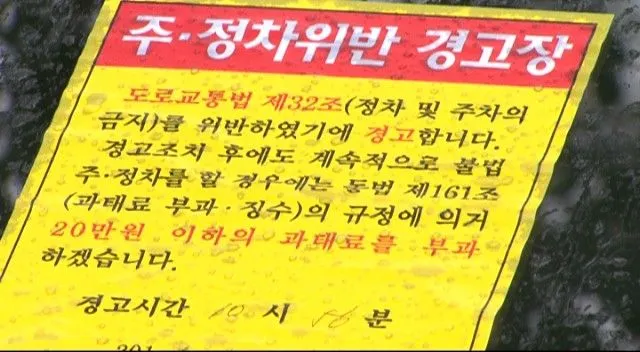 주·정차위반 경고장
도로교통법 제32조(정차 및 주차의
금지)를 위반하였기에 경고합니다.
경고조치 후에도 계속적으로 불법
주·정차를 할 경우에는 동법 제161조
(과태료 부과·징수)의 규정에 의거
20만원 이하의 과태료를 부과
하겠습니다.
경고시간 10 시 56 분
201